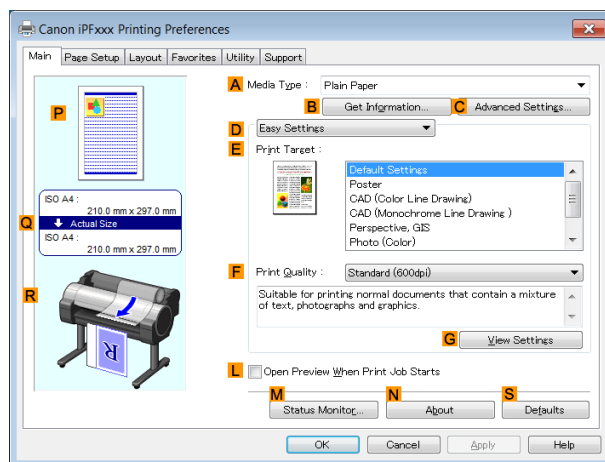 Canon iPFxxx Printing Preferences
Main Page Setup Layout Favorites Utility Support
A Media Type : Plain Paper
B Get Information... C Advanced Settings...
D Easy Settings
E Print Target :
Default Settings
Poster
CAD (Color Line Drawing)
CAD (Monochrome Line Drawing )
Perspective, GIS
Photo (Color)
F Print Quality : Standard (600dpi)
Suitable for printing normal documents that contain a mixture
of text, photographs and graphics.
G View Settings
P
ISO A4 :
210.0 mm x 297.0 mm
Q Actual Size
ISO A4 :
210.0 mm x 297.0 mm
R
R
L Open Preview When Print Job Starts
M N S
Status Monitor... About Defaults
OK Cancel Apply Help